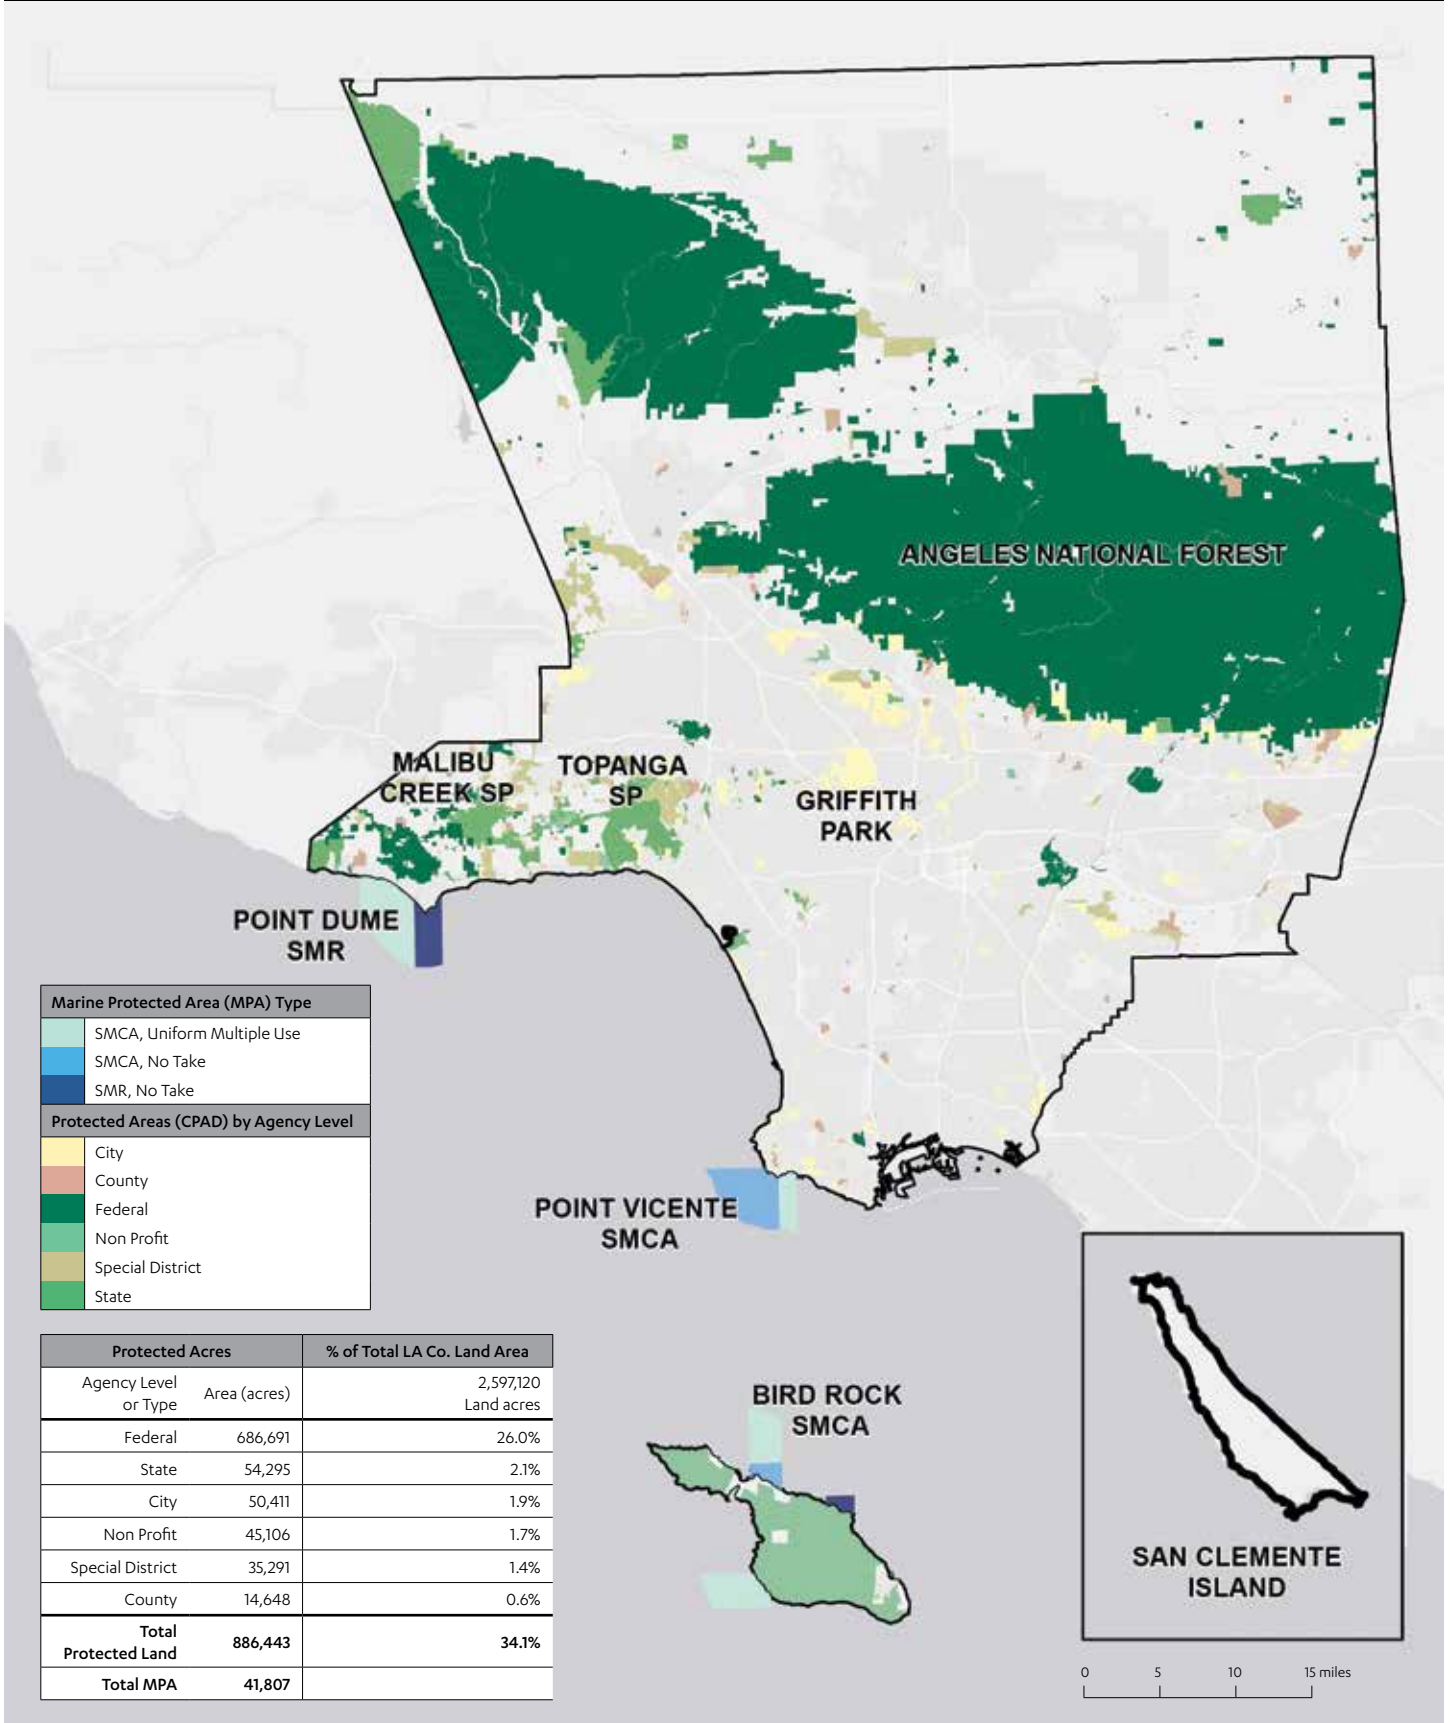 ANGELES NATIONAL FOREST
MALIBU
CREEK SP
TOPANGA
SP
GRIFFITH
PARK
POINT DUME
SMR
Marine Protected Area (MPA) Type
SMCA, Uniform Multiple Use
SMCA, No Take
SMR, No Take
Protected Areas (CPAD) by Agency Level
City
County
Federal
Non Profit
Special District
State
POINT VICENTE
SMCA
Protected Acres % of Total LA Co. Land Area
Agency Level
or Type
Area (acres)
2,597,120
Land acres
Federal 686,691 26.0%
State 54,295 2.1%
City 50,411 1.9%
Non Profit 45,106 1.7%
Special District 35,291 1.4%
County 14,648 0.6%
Total
Protected Land
886,443 34.1%
Total MPA 41,807
BIRD ROCK
SMCA
SAN CLEMENTE
ISLAND
0 5 10 15 miles